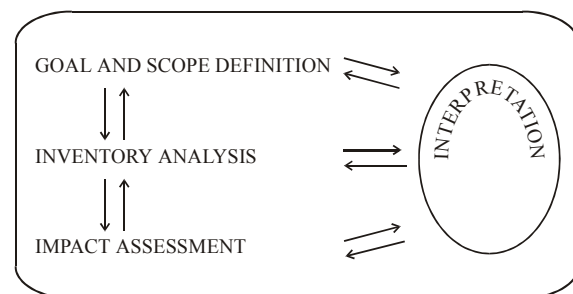 GOAL AND SCOPE DEFINITION
INVENTORY ANALYSIS
IMPACT ASSESSMENT
INTERPRETATION